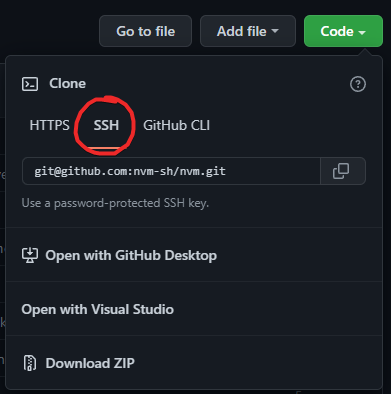 Go to file
Add file
Code
Clone
HTTPS
SSH
GitHub CLI
git@github.com:nvm-sh/nvm.git
Use a password-protected SSH key.
Open with GitHub Desktop
Open with Visual Studio
Download ZIP